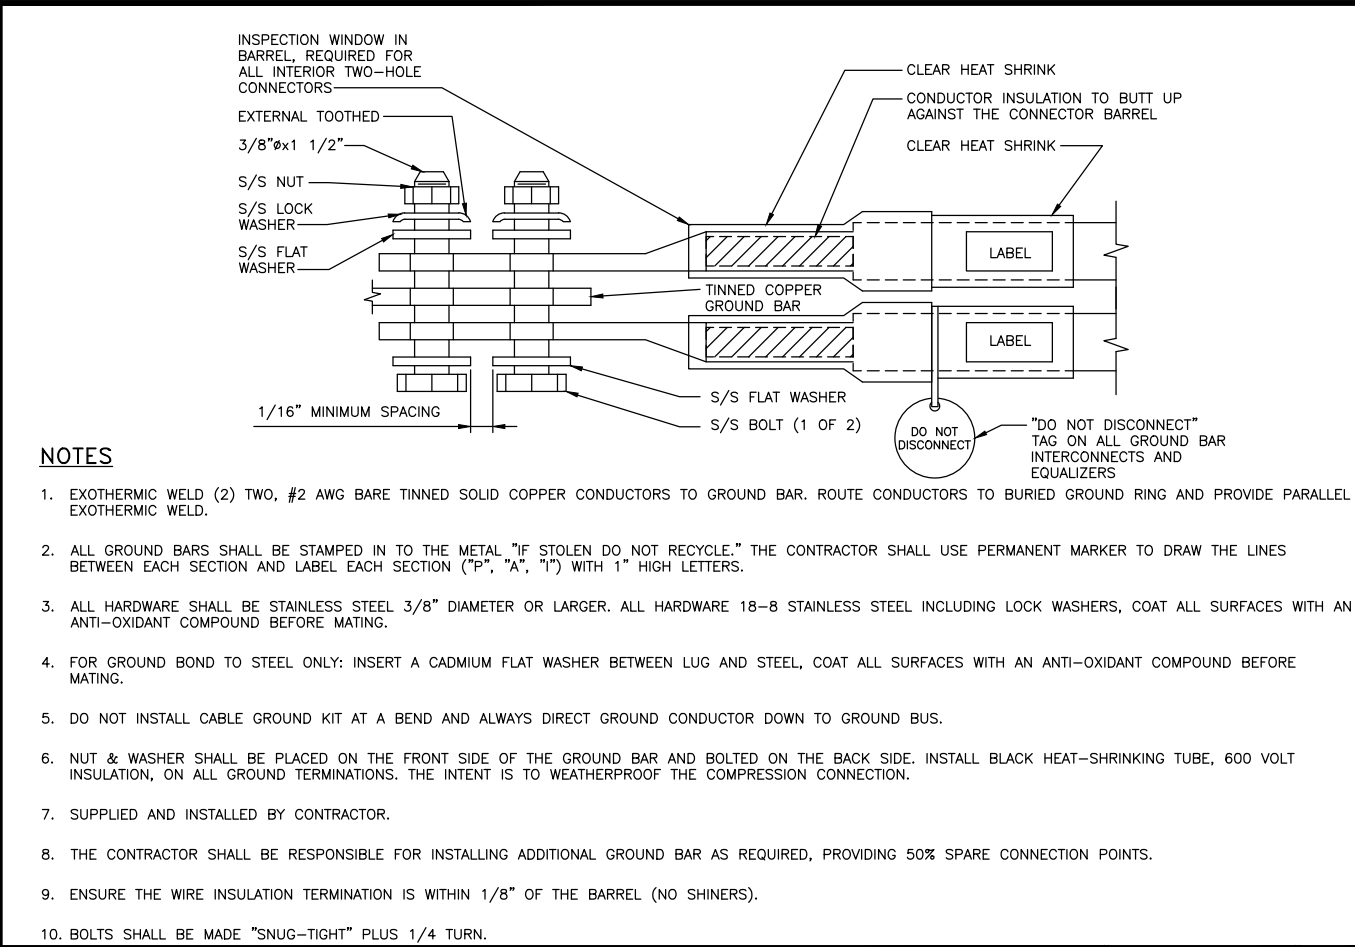 INSPECTION WINDOW IN
BARREL, REQUIRED FOR
ALL INTERIOR TWO-HOLE
CONNECTORS
EXTERNAL TOOTHED
3/8"øx1 1/2"
S/S NUT
S/S LOCK
WASHER
S/S FLAT
WASHER
CLEAR HEAT SHRINK
CONDUCTOR INSULATION TO BUTT UP
AGAINST THE CONNECTOR BARREL
CLEAR HEAT SHRINK
LABEL
TINNED COPPER
GROUND BAR
LABEL
S/S FLAT WASHER
S/S BOLT (1 OF 2)
1/16" MINIMUM SPACING
DO NOT
DISCONNECT
"DO NOT DISCONNECT"
TAG ON ALL GROUND BAR
INTERCONNECTS AND
EQUALIZERS
NOTES
1. EXOTHERMIC WELD (2) TWO, #2 AWG BARE TINNED SOLID COPPER CONDUCTORS TO GROUND BAR. ROUTE CONDUCTORS TO BURIED GROUND RING AND PROVIDE PARALLEL
EXOTHERMIC WELD.
2. ALL GROUND BARS SHALL BE STAMPED IN TO THE METAL "IF STOLEN DO NOT RECYCLE." THE CONTRACTOR SHALL USE PERMANENT MARKER TO DRAW THE LINES
BETWEEN EACH SECTION AND LABEL EACH SECTION ("P", "A", "I") WITH 1" HIGH LETTERS.
3. ALL HARDWARE SHALL BE STAINLESS STEEL 3/8" DIAMETER OR LARGER. ALL HARDWARE 18-8 STAINLESS STEEL INCLUDING LOCK WASHERS, COAT ALL SURFACES WITH AN
ANTI-OXIDANT COMPOUND BEFORE MATING.
4. FOR GROUND BOND TO STEEL ONLY: INSERT A CADMIUM FLAT WASHER BETWEEN LUG AND STEEL, COAT ALL SURFACES WITH AN ANTI-OXIDANT COMPOUND BEFORE
MATING.
5. DO NOT INSTALL CABLE GROUND KIT AT A BEND AND ALWAYS DIRECT GROUND CONDUCTOR DOWN TO GROUND BUS.
6. NUT & WASHER SHALL BE PLACED ON THE FRONT SIDE OF THE GROUND BAR AND BOLTED ON THE BACK SIDE. INSTALL BLACK HEAT-SHRINKING TUBE, 600 VOLT
INSULATION, ON ALL GROUND TERMINATIONS. THE INTENT IS TO WEATHERPROOF THE COMPRESSION CONNECTION.
7. SUPPLIED AND INSTALLED BY CONTRACTOR.
8. THE CONTRACTOR SHALL BE RESPONSIBLE FOR INSTALLING ADDITIONAL GROUND BAR AS REQUIRED, PROVIDING 50% SPARE CONNECTION POINTS.
9. ENSURE THE WIRE INSULATION TERMINATION IS WITHIN 1/8" OF THE BARREL (NO SHINERS).
10. BOLTS SHALL BE MADE "SNUG-TIGHT" PLUS 1/4 TURN.